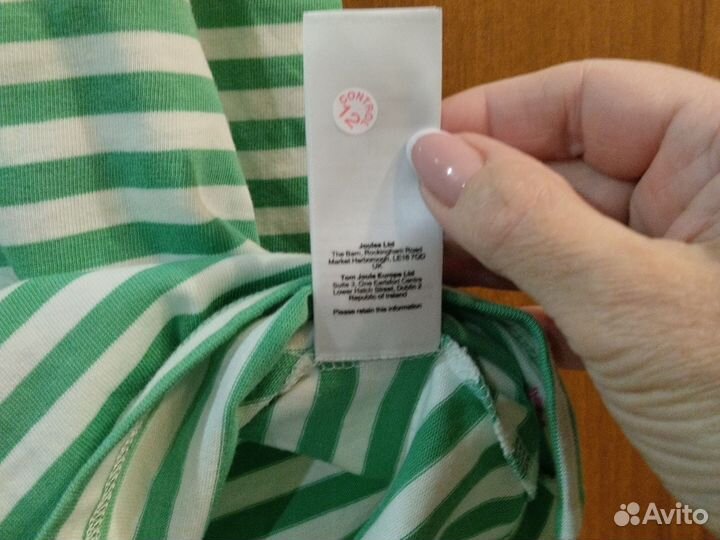 CONTROL
12
Joules Ltd
The Barn, Rockingham Road
Market Harborough, LE16 7QD
UK
Tom Joule Europe Ltd
Suite 3, One Earlsfort Centre
Lower Hatch Street, Dublin 2
Republic of Ireland
Please retain this information
Avito